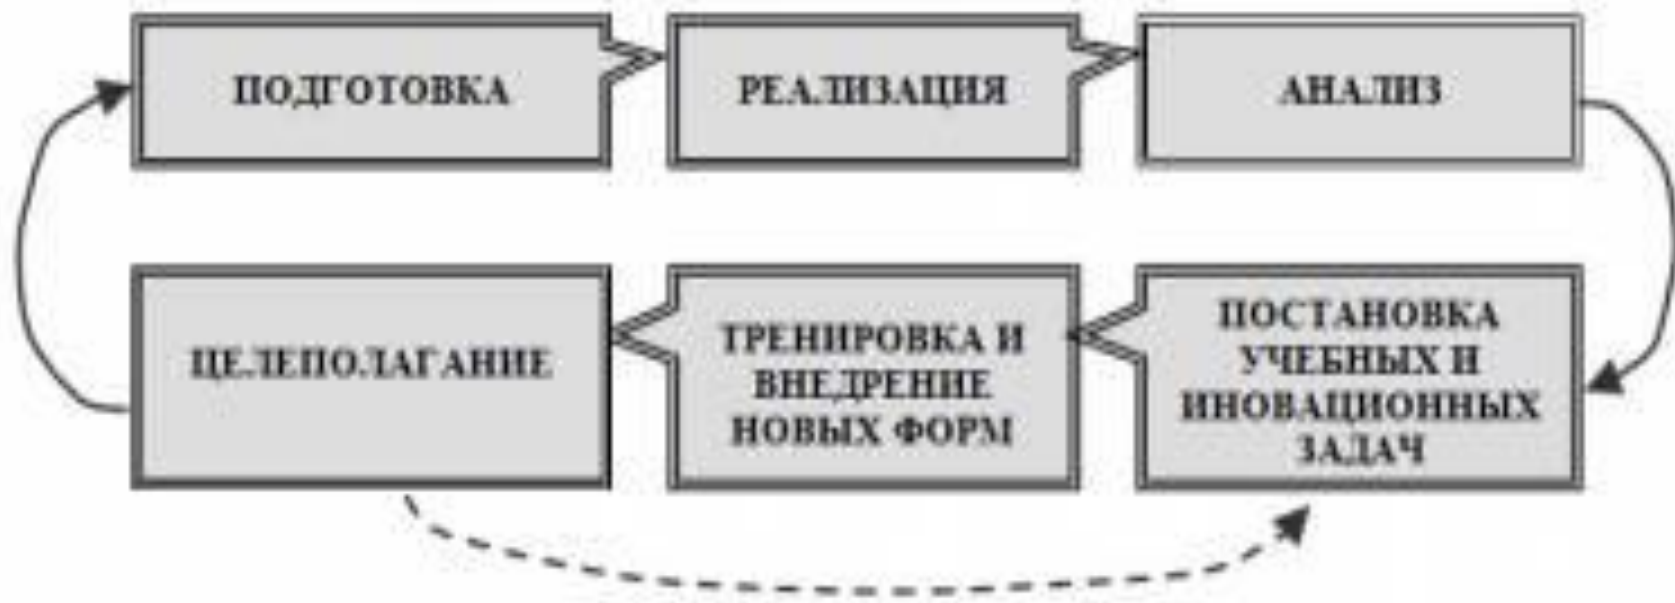 ПОДГОТОВКА
РЕАЛИЗАЦИЯ
АНАЛИЗ
ЦЕЛЕПОЛАГАНИЕ
ТРЕНИРОВКА И
ВНЕДРЕНИЕ
НОВЫХ ФОРМ
ПОСТАНОВКА
УЧЕБНЫХ И
ИНОВАЦИОННЫХ
ЗАДАЧ